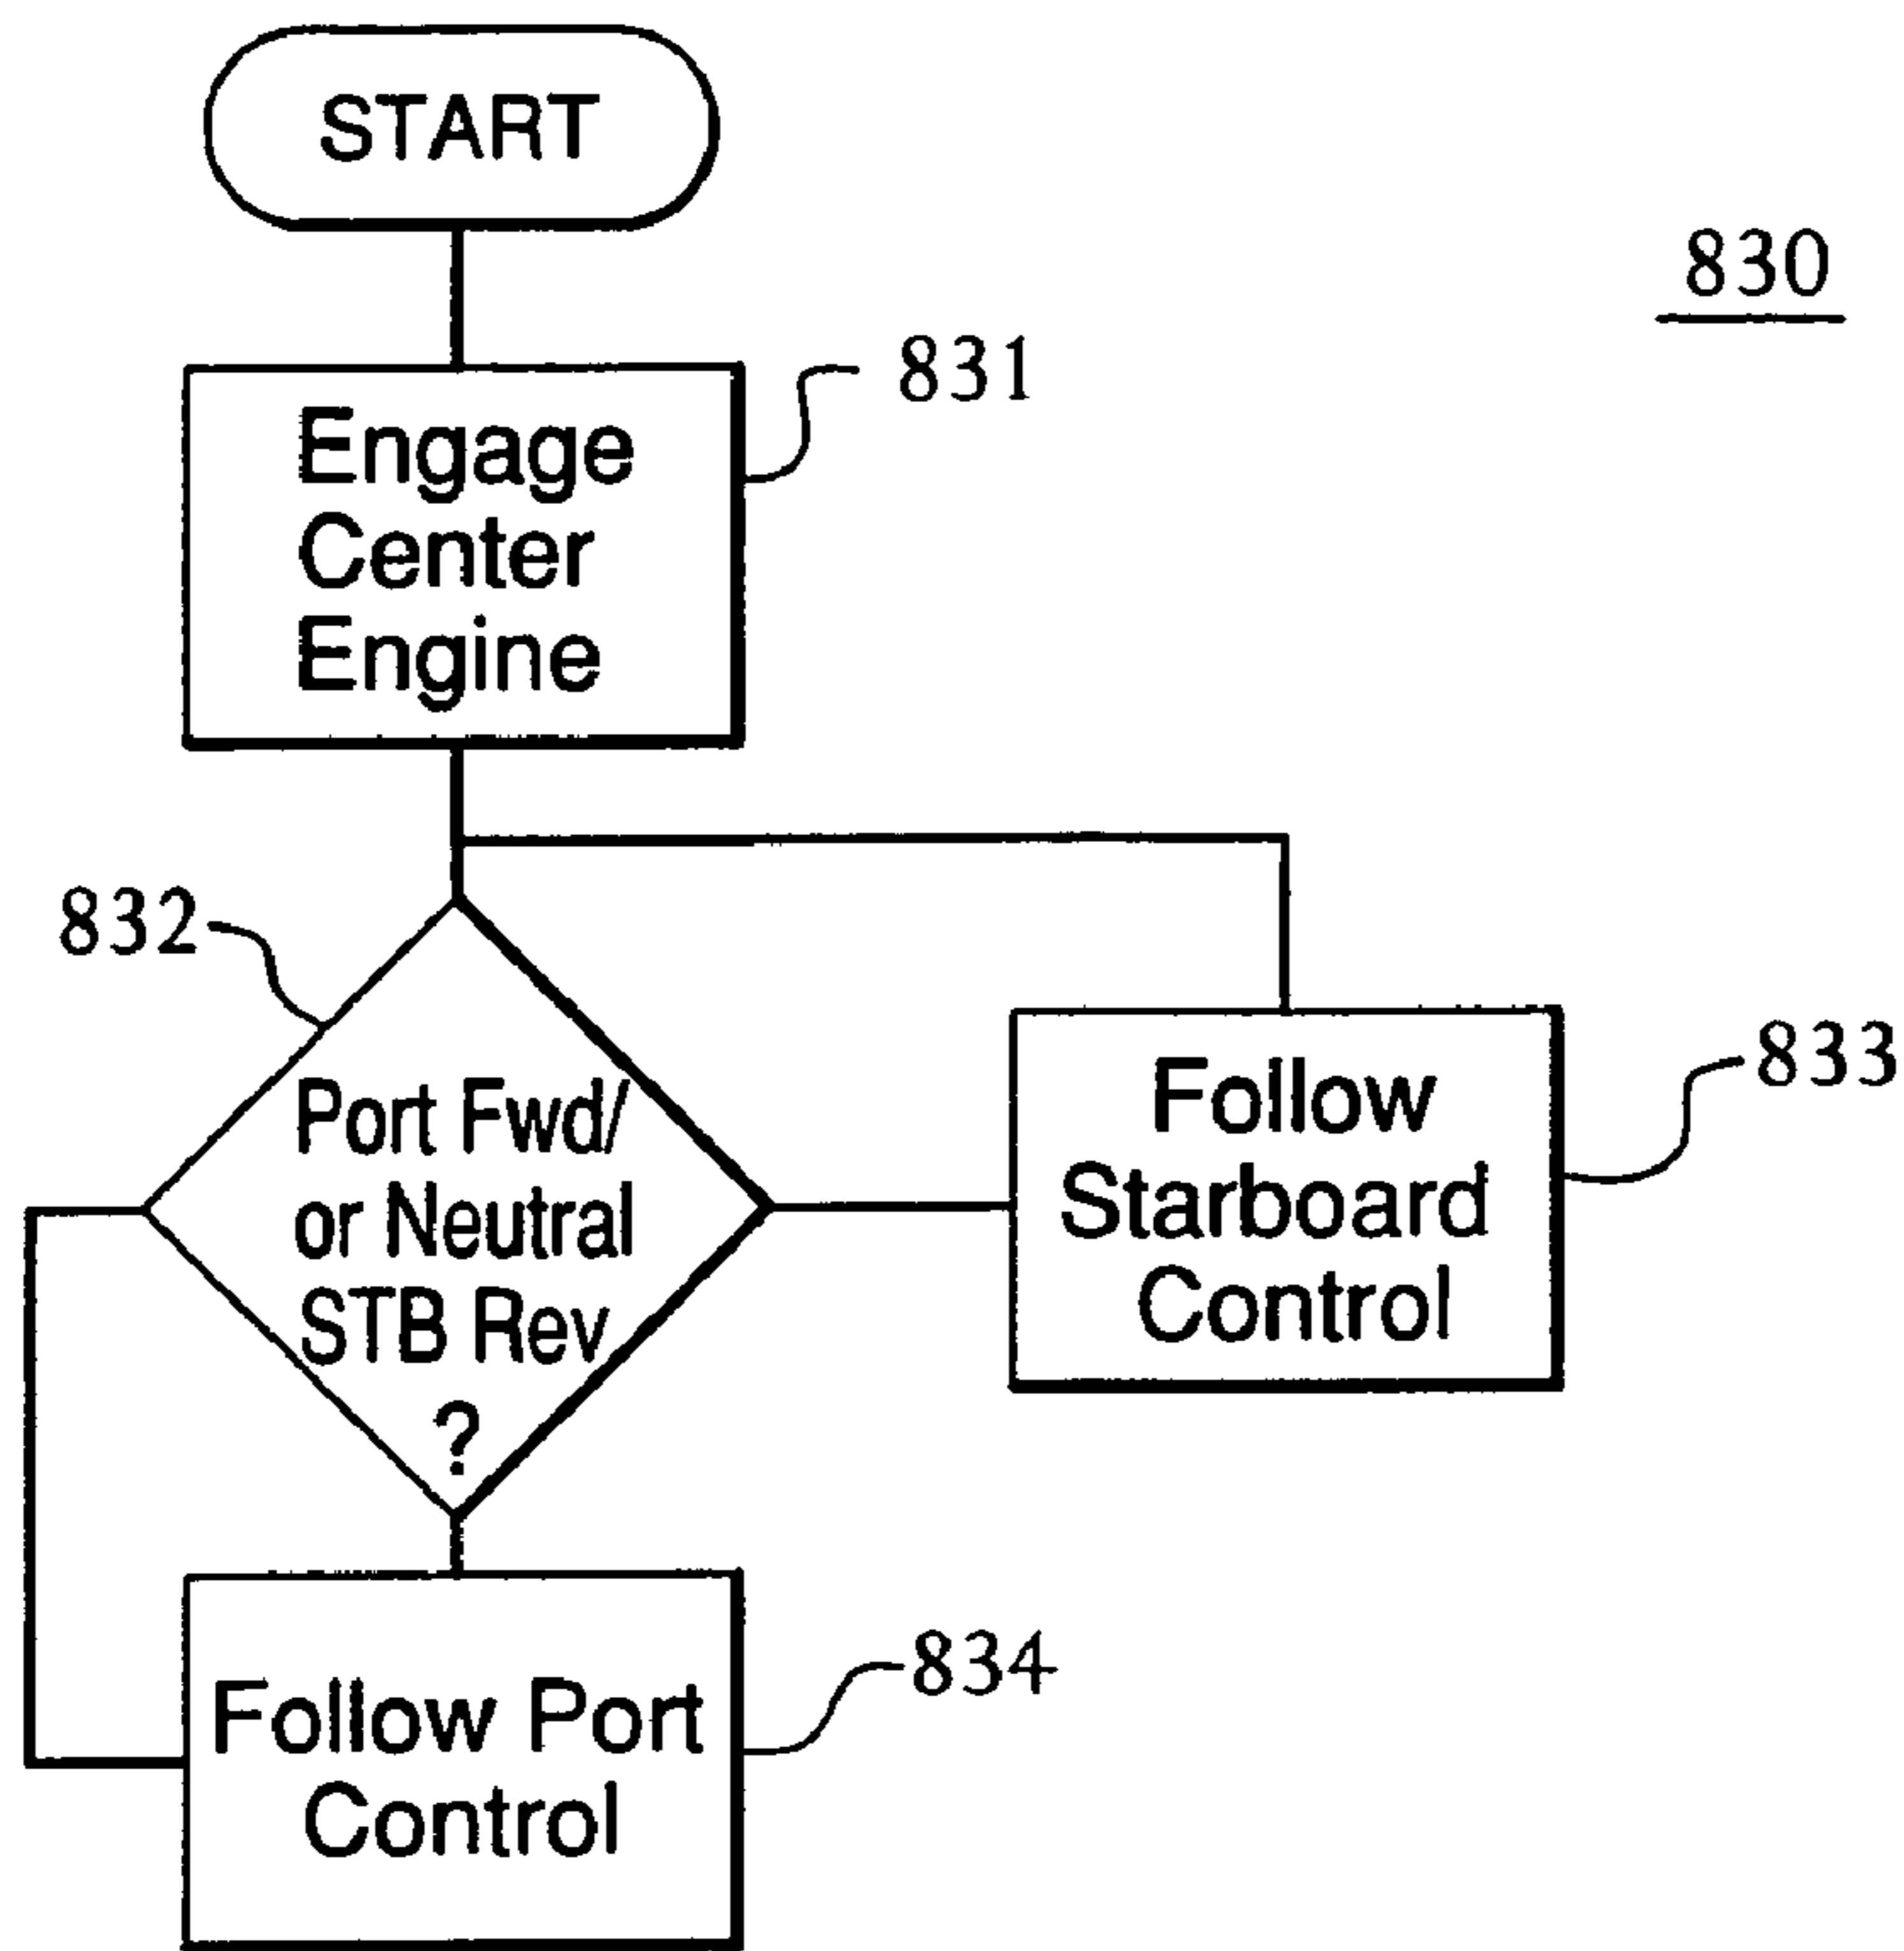 START
830
831
Engage
Center
Engine
832
Port Fwd/
or Neutral
STB Rev
?
833
Follow
Starboard
Control
834
Follow Port
Control